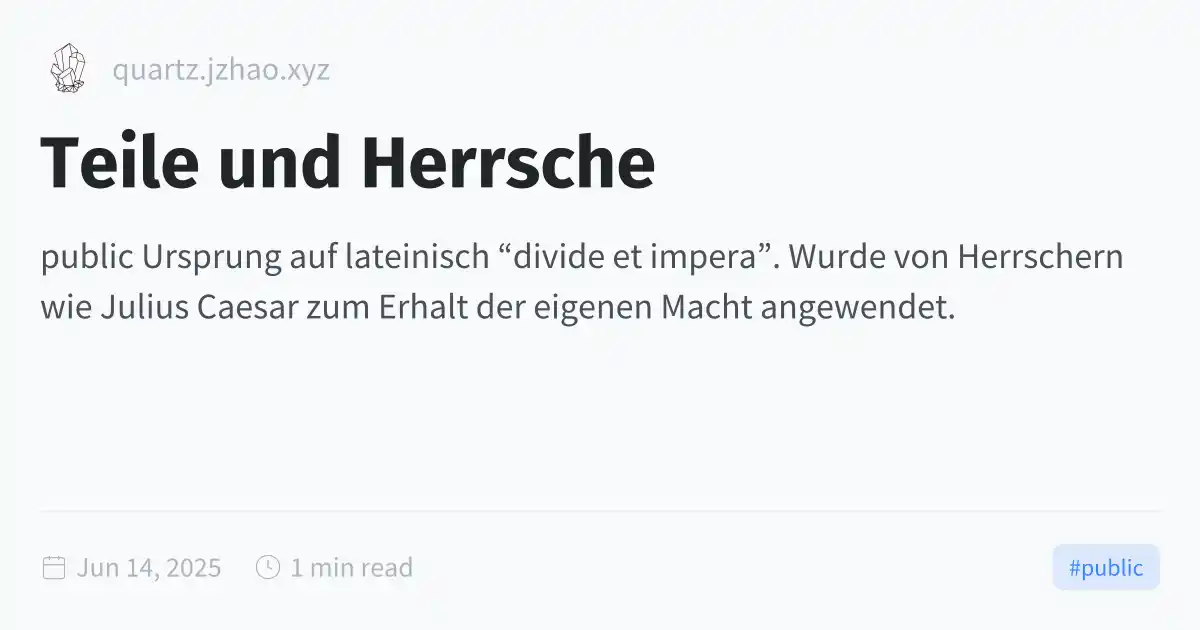 quartz.jzhao.xyz
Teile und Herrsche
public Ursprung auf lateinisch “divide et impera”. Wurde von Herrschern
wie Julius Caesar zum Erhalt der eigenen Macht angewendet.
Jun 14, 2025 1 min read #public